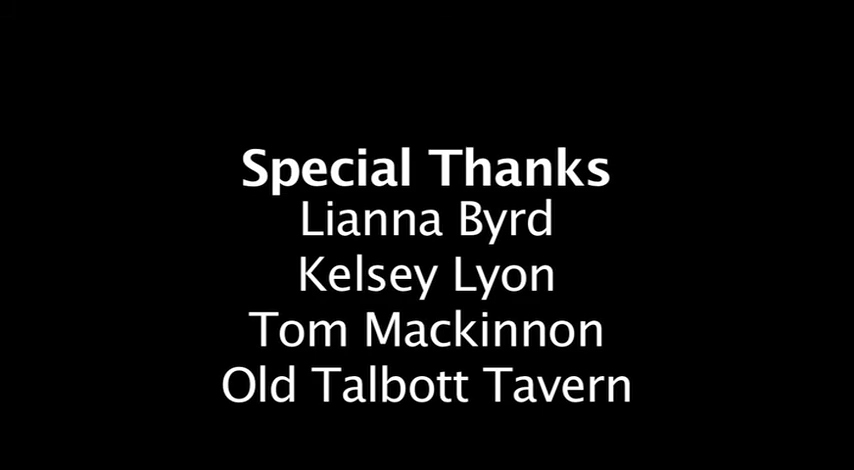 Special Thanks
Lianna Byrd
Kelsey Lyon
Tom Mackinnon
Old Talbott Tavern